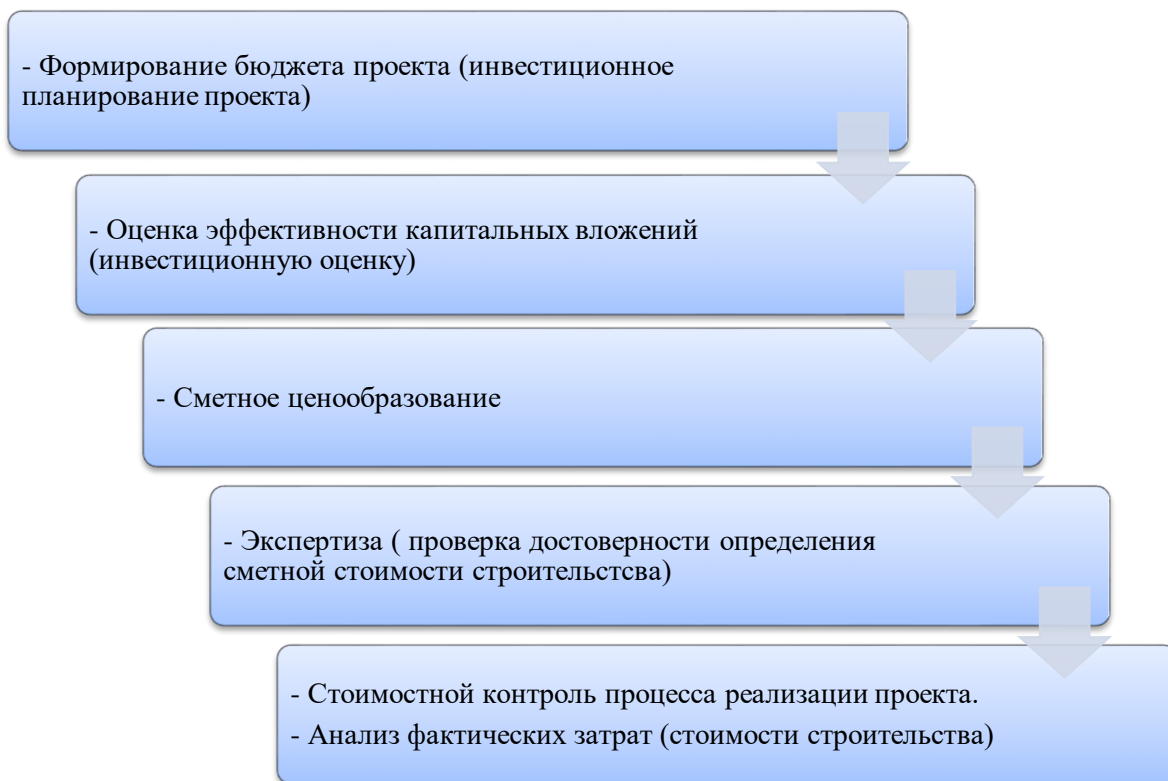 - Формирование бюджета проекта (инвестиционное
планирование проекта)
- Оценка эффективности капитальных вложений
(инвестиционную оценку)
- Сметное ценообразование
- Экспертиза ( проверка достоверности определения
сметной стоимости строительстсва)
- Стоимостной контроль процесса реализации проекта.
- Анализ фактических затрат (стоимости строительства)